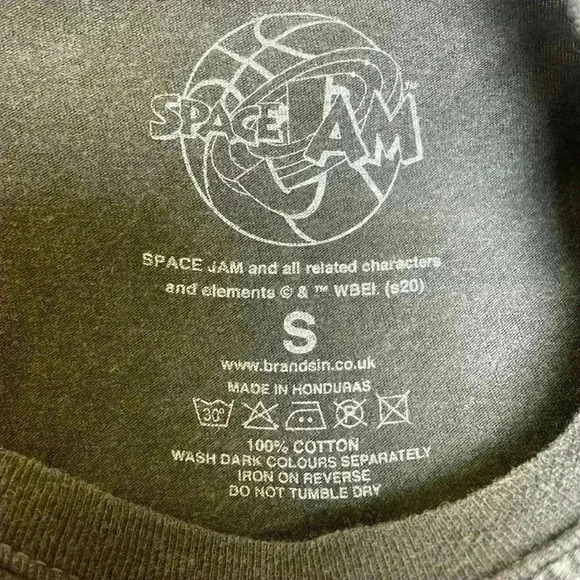 SPACE JAM™
SPACE JAM and all related characters
and elements © & ™ WBEI. (s20)
S
www.brandsin.co.uk
MADE IN HONDURAS
30°
P
100% COTTON
WASH DARK COLOURS SEPARATELY
IRON ON REVERSE
DO NOT TUMBLE DRY